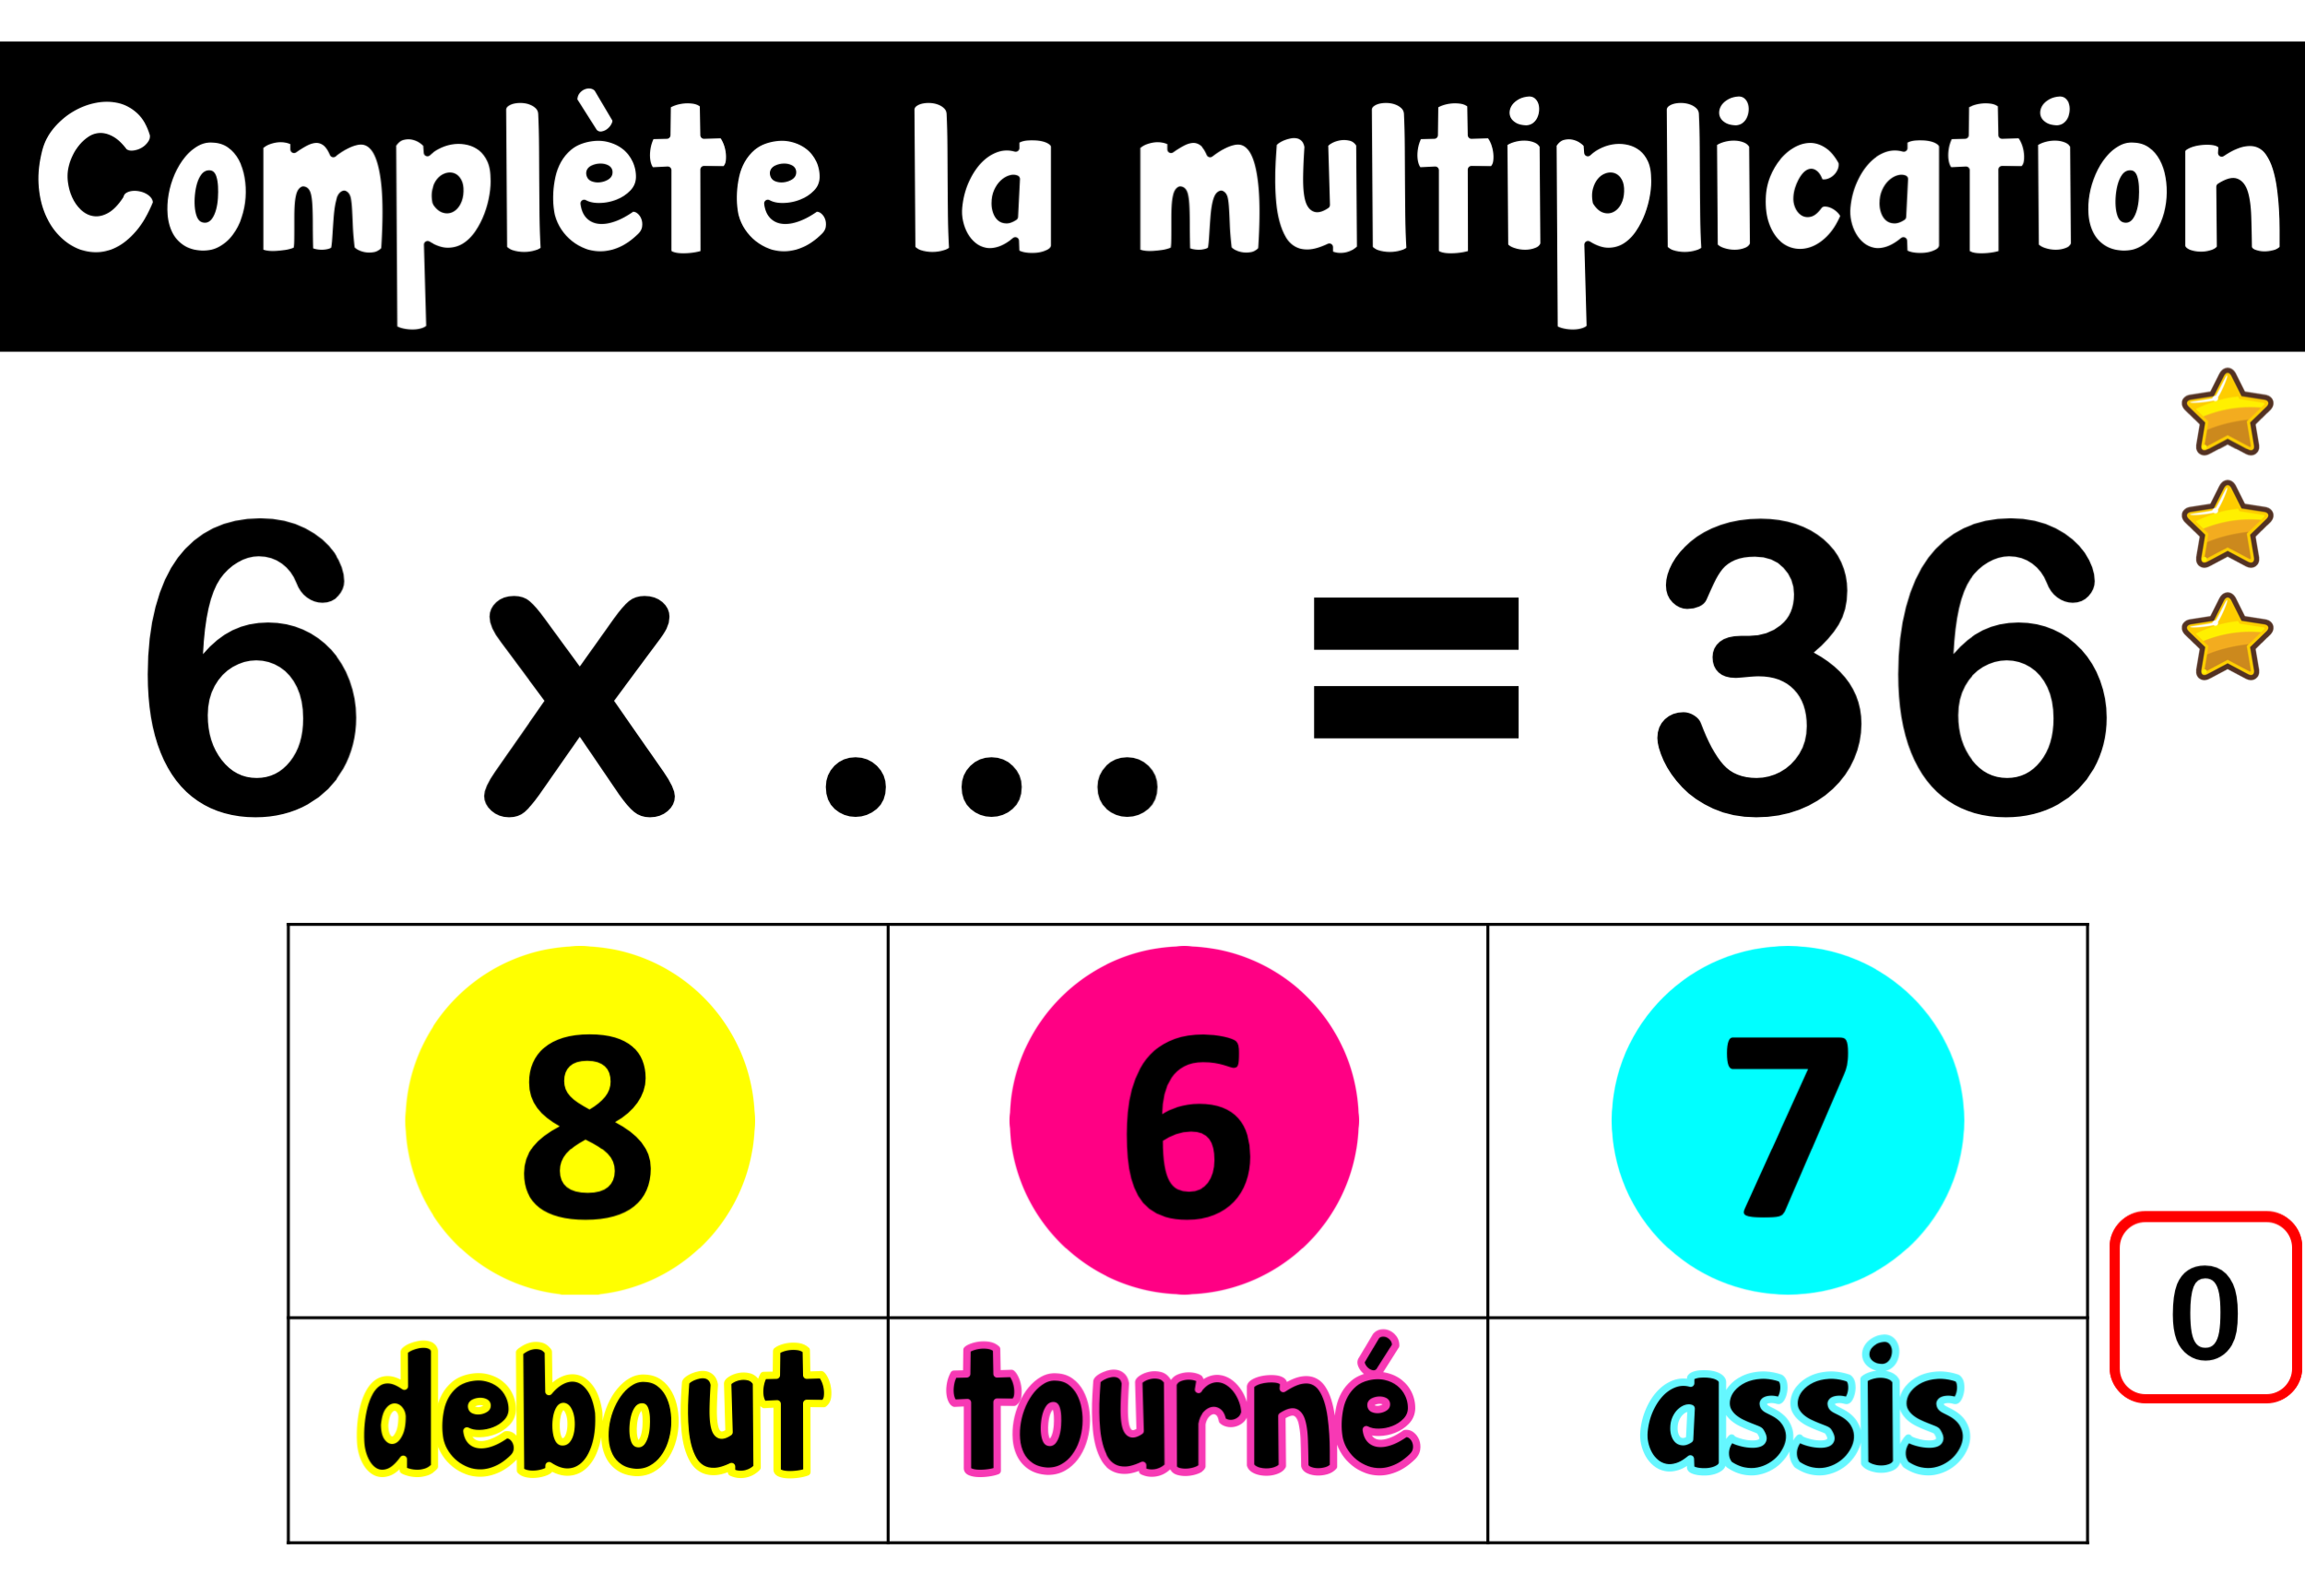 Complète la multiplication
6 x ... = 36
8 6 7
0
debout tourné assis